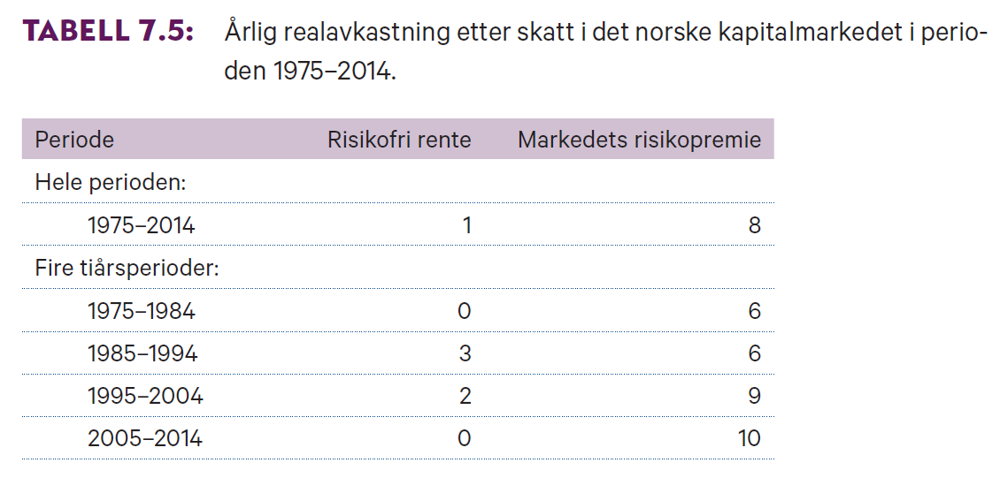 TABELL 7.5: Årlig realavkastning etter skatt i det norske kapitalmarkedet i perio-
den 1975–2014.
Periode Risikofri rente Markedets risikopremie
Hele perioden:
1975–2014 1 8
Fire tiårsperioder:
1975–1984 0 6
1985–1994 3 6
1995–2004 2 9
2005–2014 0 10